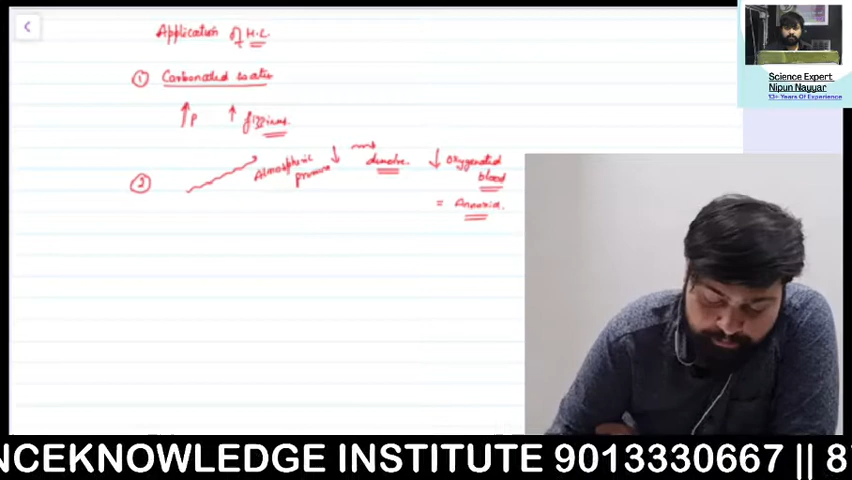 Application of H.L
① Carbonated water
↑ P ↑ fizziness
② Atmospheric pressure ↓ dissolve. ↓ Oxygenated blood
= Anoxia.
Science Expert
Nipun Nayyar
13+ Years Of Experience
NCEKNOWLEDGE INSTITUTE 9013330667 || 8